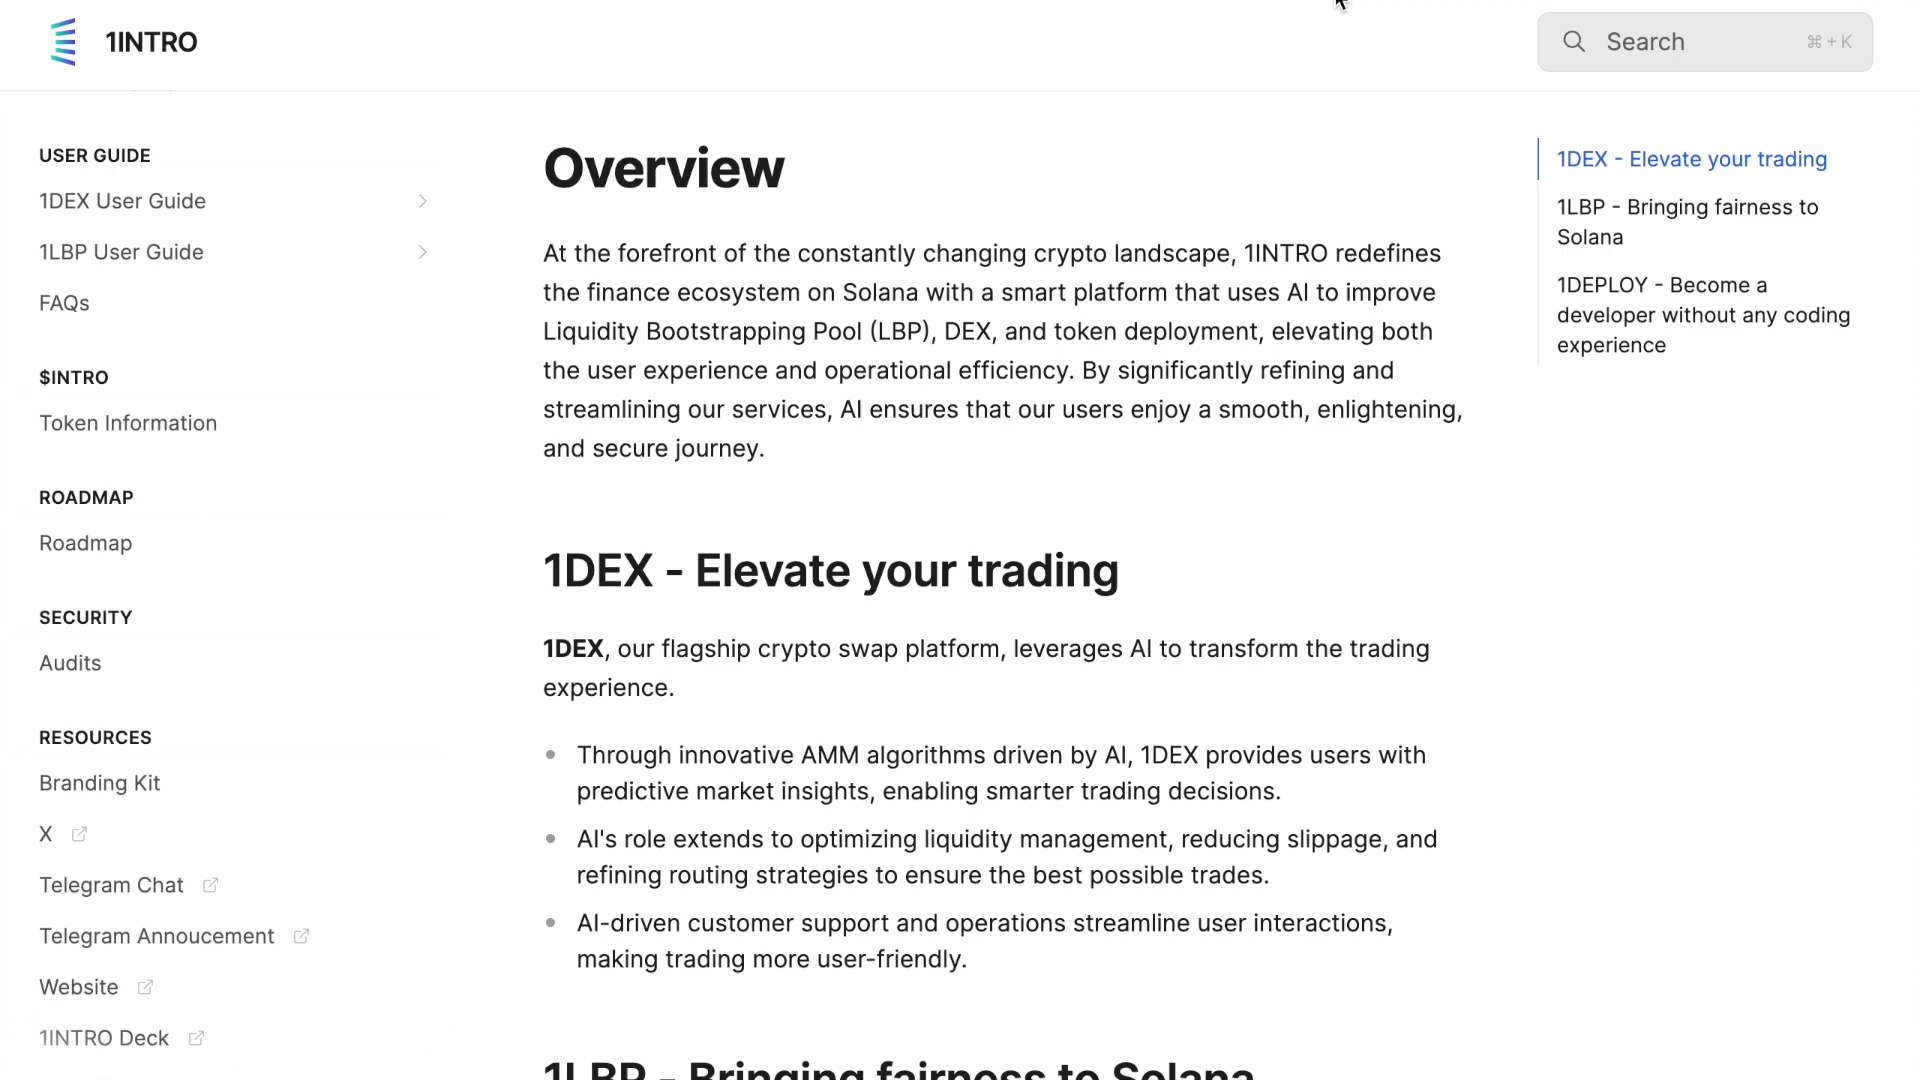 1INTRO
Search
⌘ + K
USER GUIDE
1DEX User Guide
1LBP User Guide
FAQs
$INTRO
Token Information
ROADMAP
Roadmap
SECURITY
Audits
RESOURCES
Branding Kit
X
Telegram Chat
Telegram Annoucement
Website
1INTRO Deck
Overview
At the forefront of the constantly changing crypto landscape, 1INTRO redefines
the finance ecosystem on Solana with a smart platform that uses AI to improve
Liquidity Bootstrapping Pool (LBP), DEX, and token deployment, elevating both
the user experience and operational efficiency. By significantly refining and
streamlining our services, AI ensures that our users enjoy a smooth, enlightening,
and secure journey.
1DEX - Elevate your trading
1DEX, our flagship crypto swap platform, leverages AI to transform the trading
experience.
Through innovative AMM algorithms driven by AI, 1DEX provides users with
predictive market insights, enabling smarter trading decisions.
AI's role extends to optimizing liquidity management, reducing slippage, and
refining routing strategies to ensure the best possible trades.
AI-driven customer support and operations streamline user interactions,
making trading more user-friendly.
1LBP - Bringing fairness to Solana
1DEX - Elevate your trading
1LBP - Bringing fairness to
Solana
1DEPLOY - Become a
developer without any coding
experience